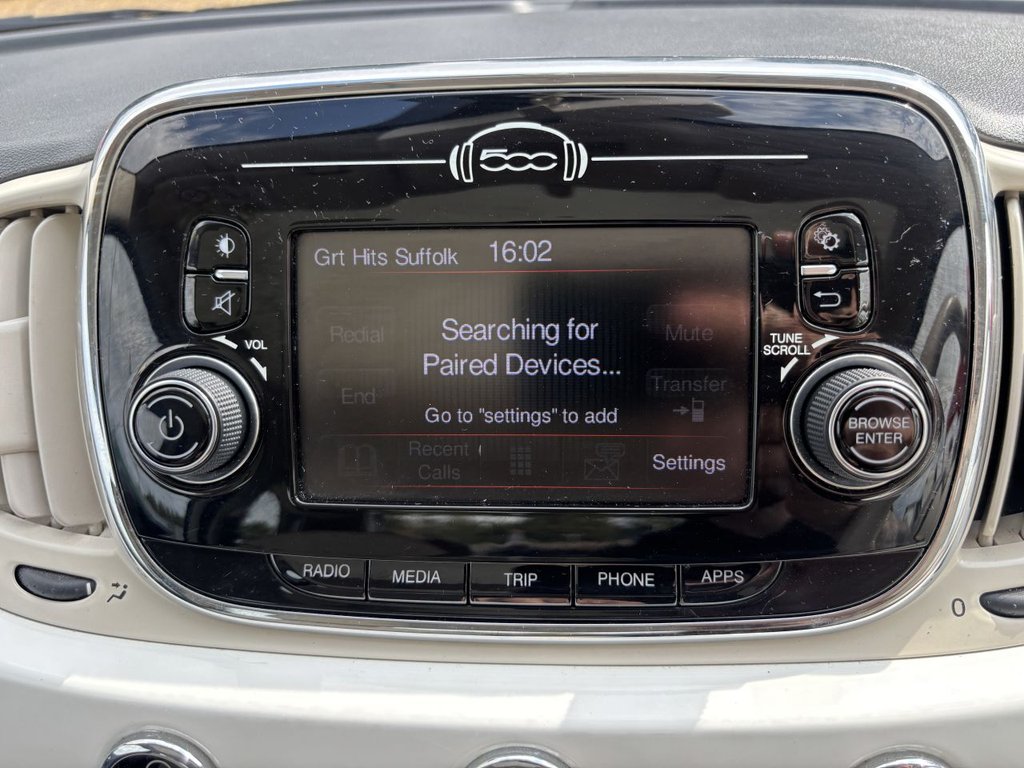 500
Grt Hits Suffolk 16:02
Redial
Searching for
Paired Devices...
Mute
End
Transfer
Go to "settings" to add
Recent
Calls
Settings
VOL
TUNE
SCROLL
BROWSE
ENTER
RADIO MEDIA TRIP PHONE APPS
0